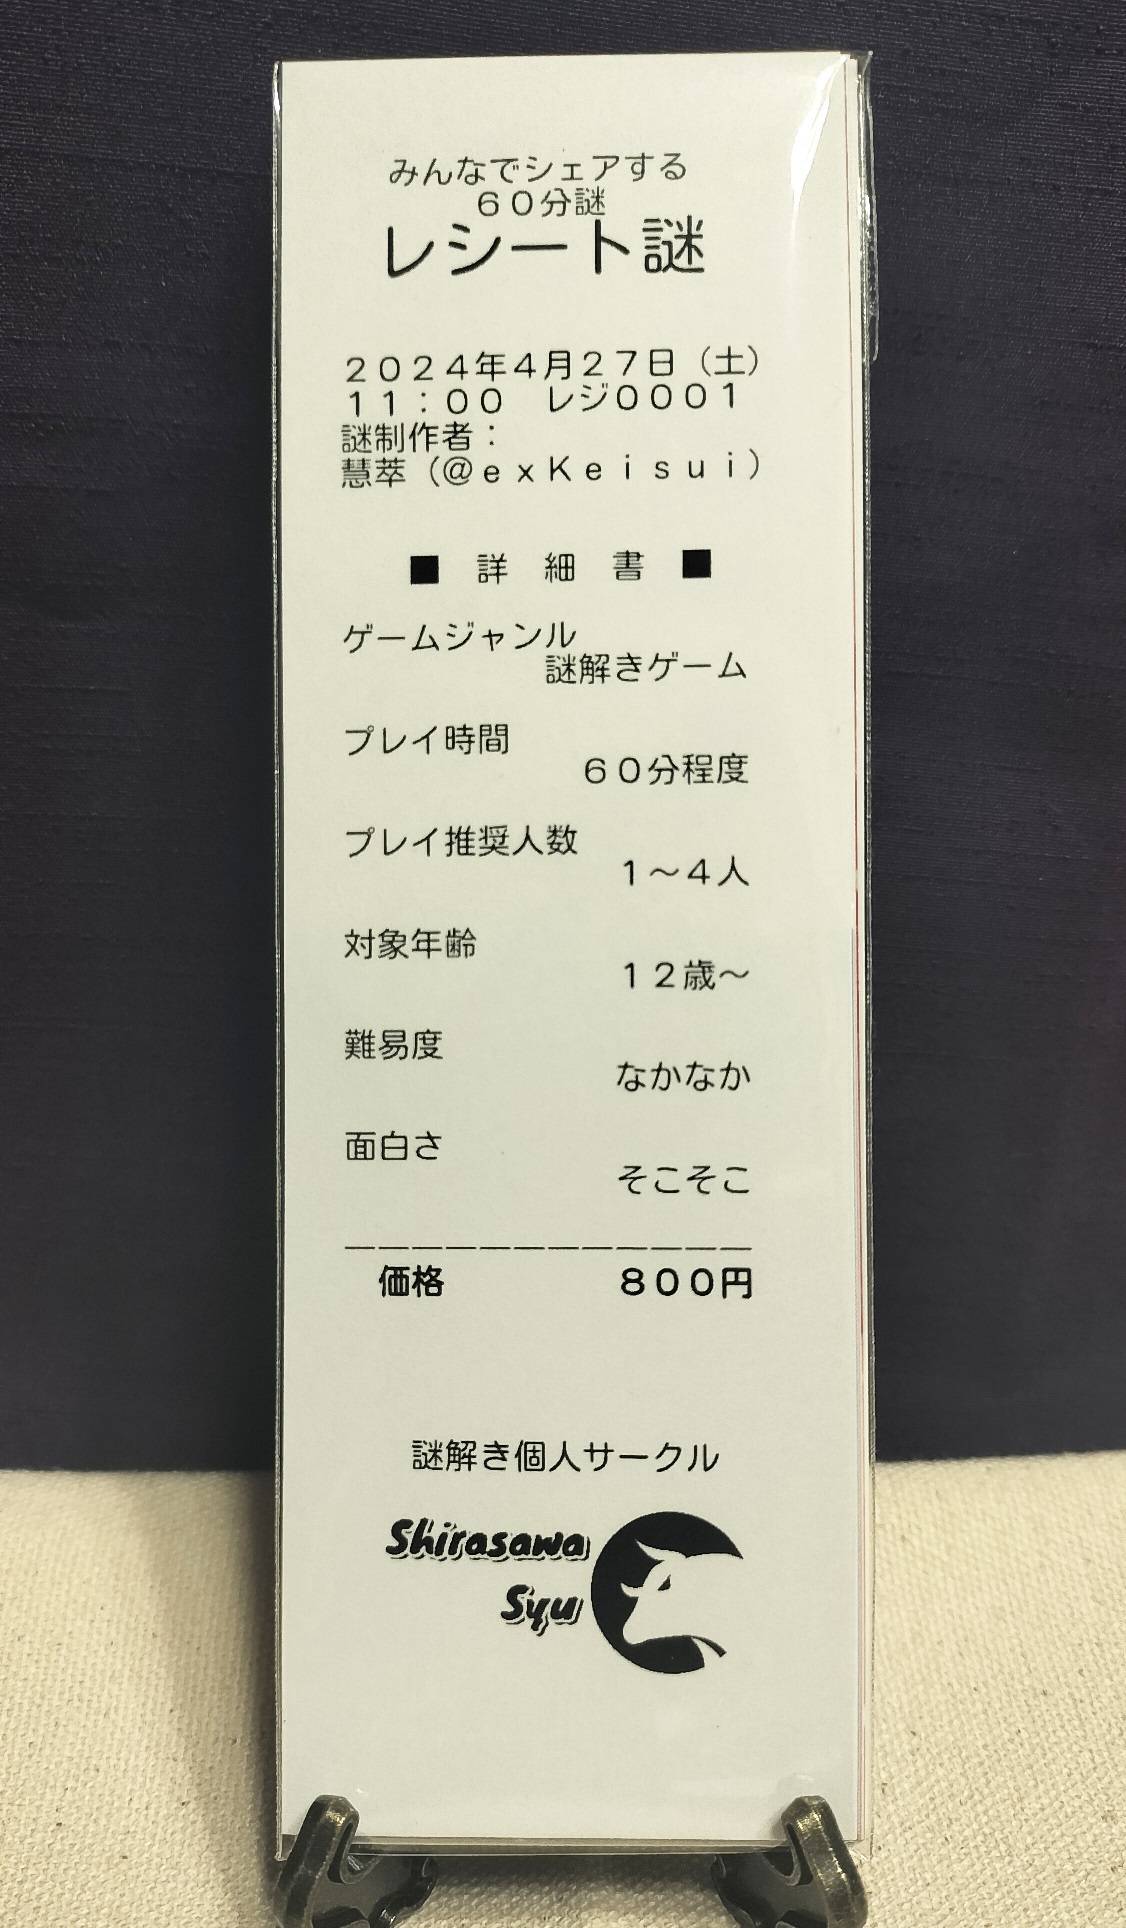 みんなでシェアする
６０分謎
レシート謎
２０２４年４月２７日（土）
１１：００　レジ０００１
謎制作者：
慧萃（＠ｅｘＫｅｉｓｕｉ）
■　詳　細　書　■
ゲームジャンル
謎解きゲーム
プレイ時間
６０分程度
プレイ推奨人数
１～４人
対象年齢
１２歳～
難易度
なかなか
面白さ
そこそこ
－－－－－－－－－－－－
価格　８００円
謎解き個人サークル
Shirasawa
Syu